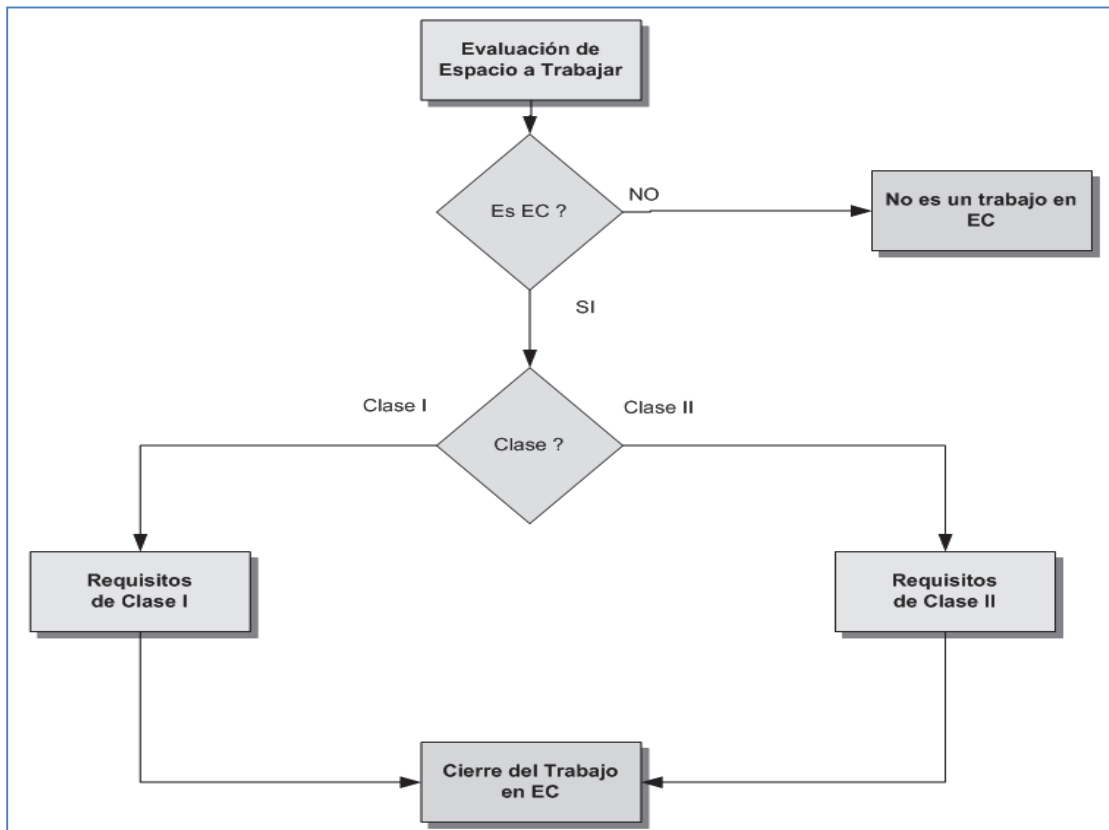 Evaluación de
Espacio a Trabajar
Es EC ?
NO
No es un trabajo en
EC
SI
Clase I
Clase II
Clase ?
Requisitos
de Clase I
Requisitos
de Clase II
Cierre del Trabajo
en EC